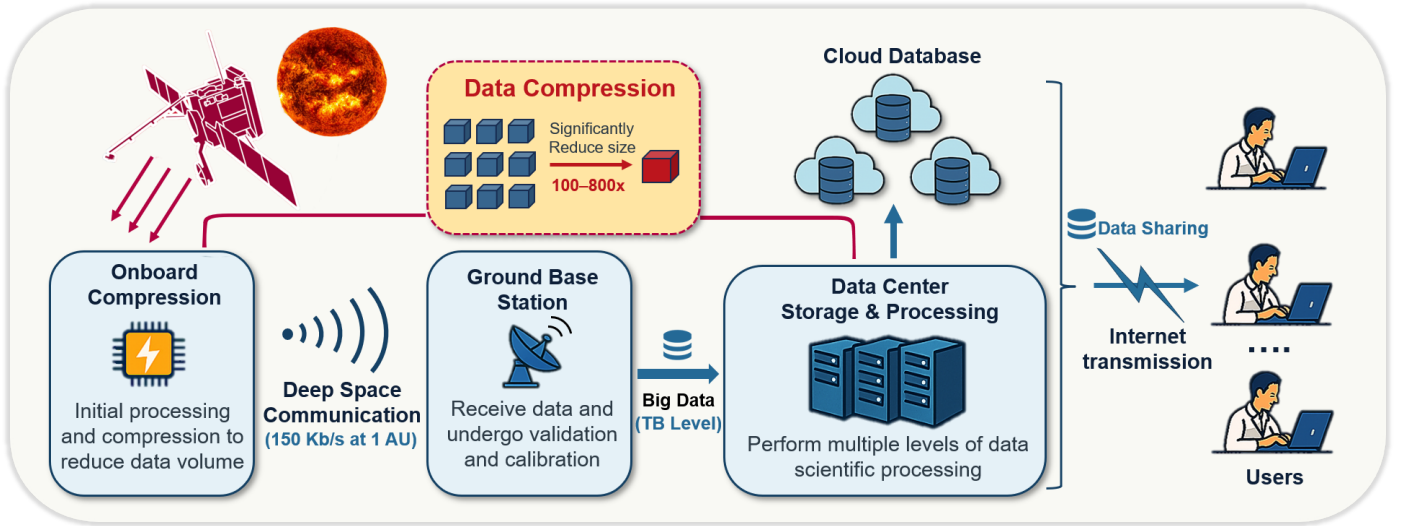 Data Compression
Significantly
Reduce size
100–800x
Cloud Database
Data Sharing
Internet
transmission
....
Users
Onboard
Compression
Initial processing
and compression to
reduce data volume
Deep Space
Communication
(150 Kb/s at 1 AU)
Ground Base
Station
Receive data and
undergo validation
and calibration
Big Data
(TB Level)
Data Center
Storage & Processing
Perform multiple levels of data
scientific processing